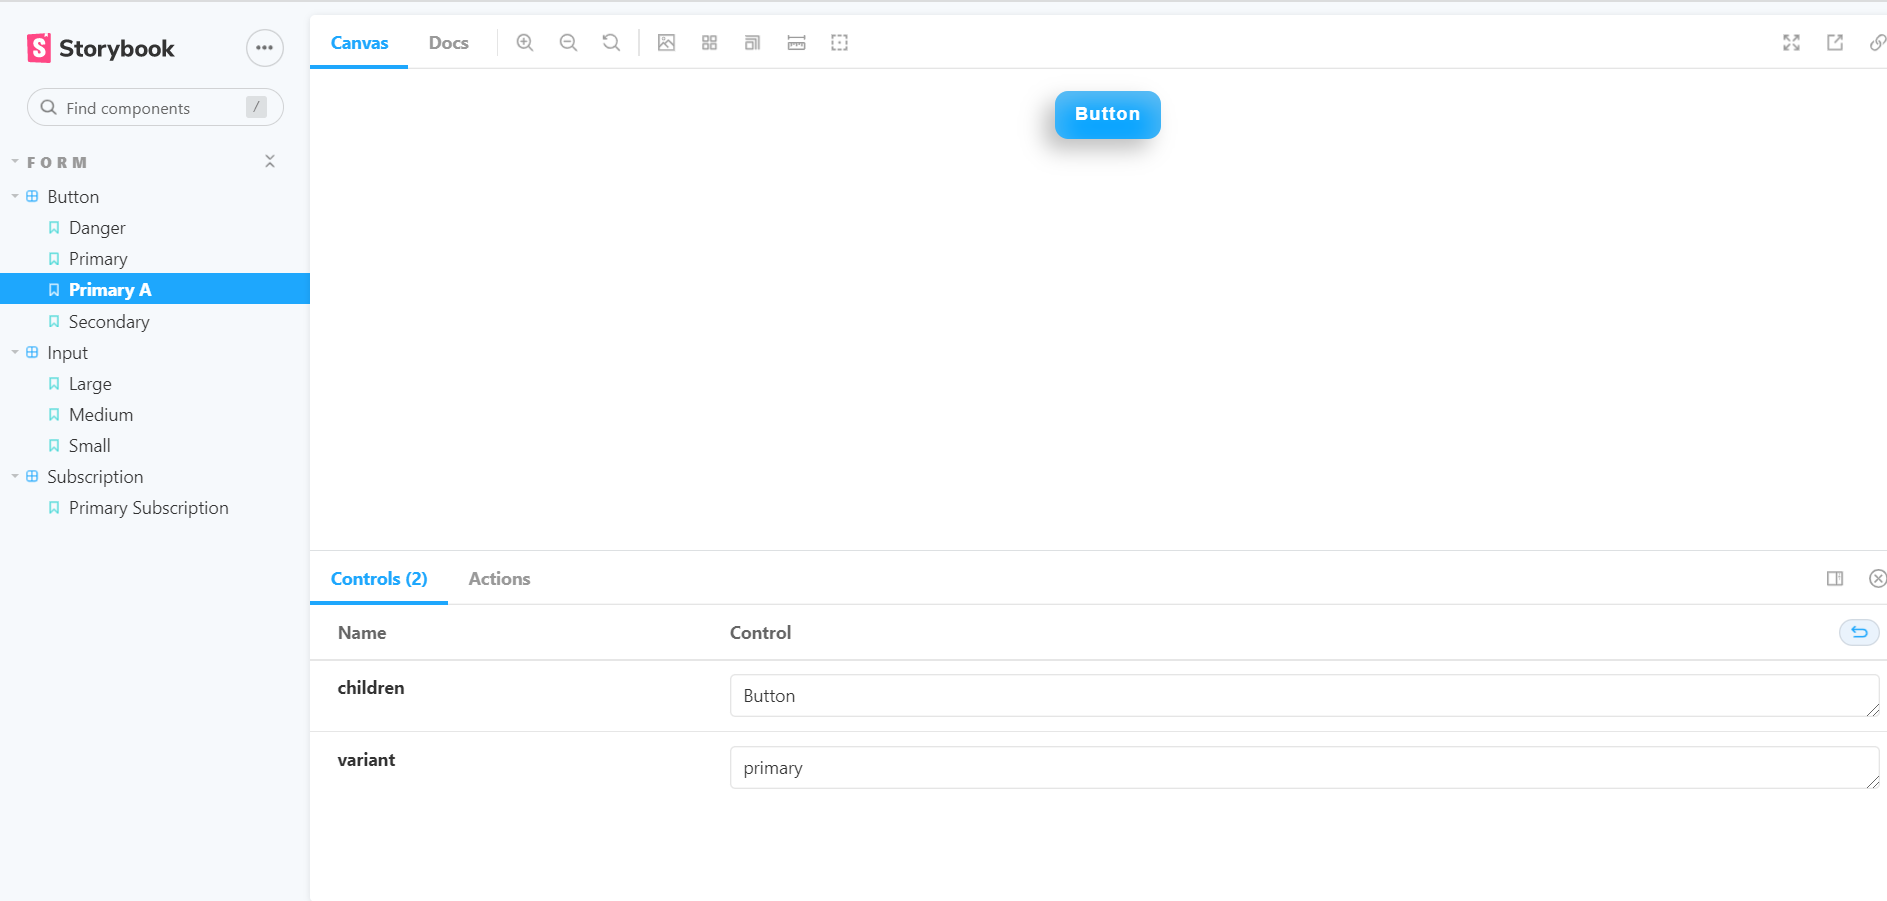 Storybook
Find components
/
FORM
Button
Danger
Primary
Primary A
Secondary
Input
Large
Medium
Small
Subscription
Primary Subscription
Canvas
Docs
Button
Controls (2)
Actions
Name
Control
children
Button
variant
primary